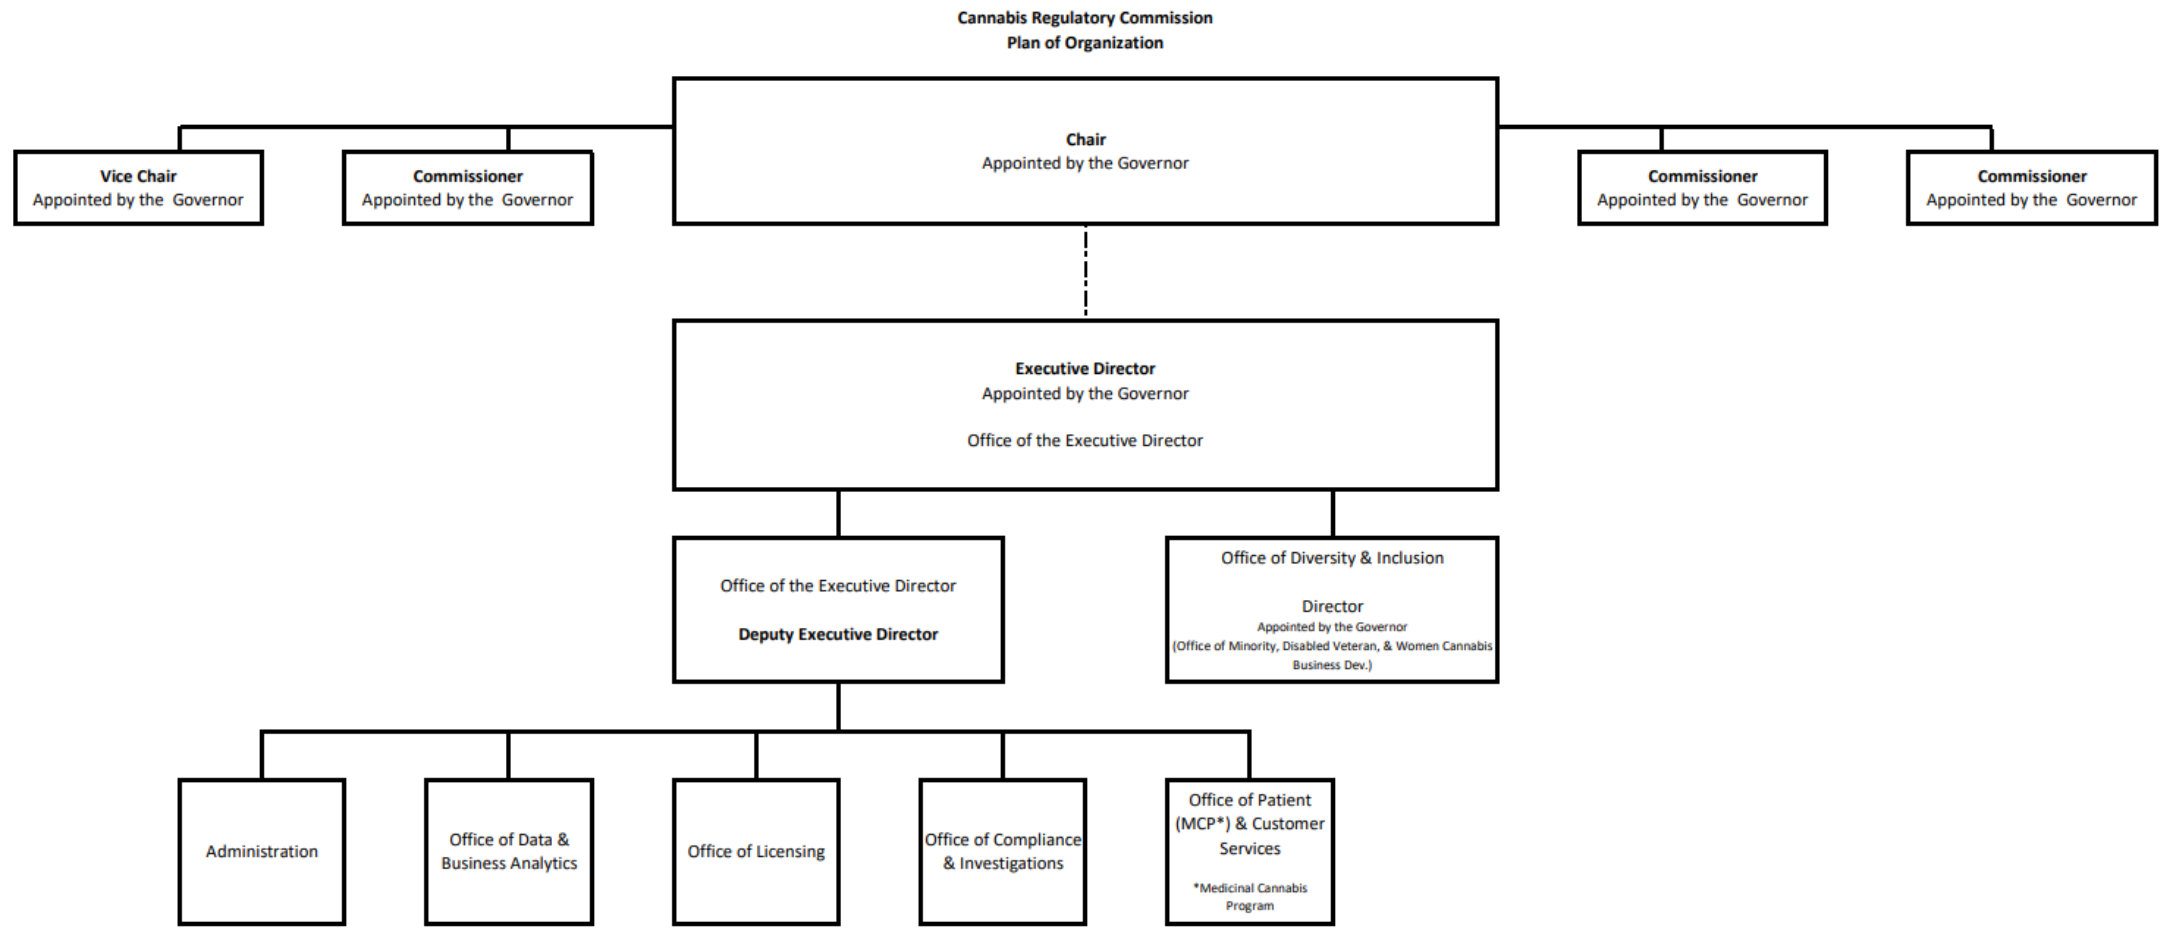 Cannabis Regulatory Commission
Plan of Organization
Chair
Appointed by the Governor
Vice Chair
Appointed by the  Governor
Commissioner
Appointed by the  Governor
Commissioner
Appointed by the  Governor
Commissioner
Appointed by the  Governor
Executive Director
Appointed by the Governor
Office of the Executive Director
Office of the Executive Director
Deputy Executive Director
Office of Diversity & Inclusion
Director
Appointed by the Governor
(Office of Minority, Disabled Veteran, & Women Cannabis
Business Dev.)
Administration
Office of Data &
Business Analytics
Office of Licensing
Office of Compliance
& Investigations
Office of Patient
(MCP*) & Customer
Services
*Medicinal Cannabis
Program